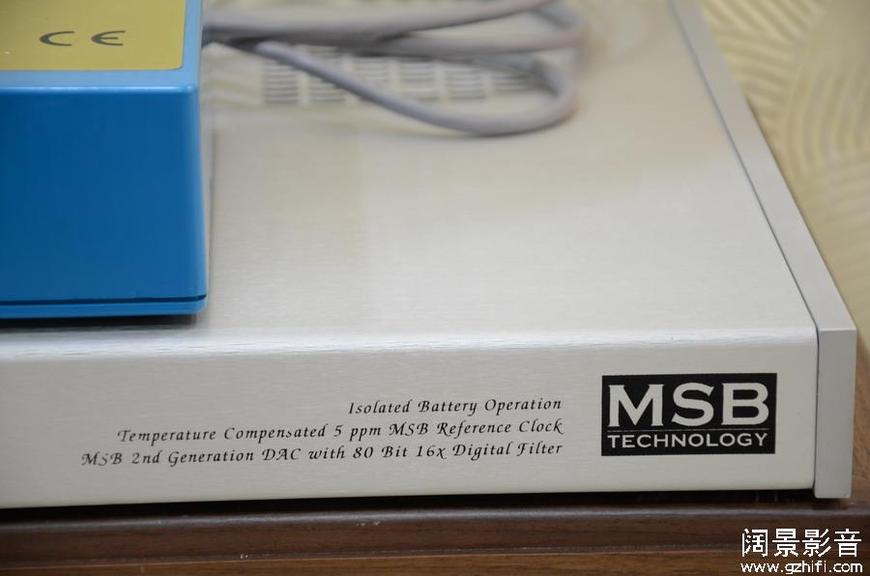 CE
Isolated Battery Operation
Temperature Compensated 5 ppm MSB Reference Clock
MSB 2nd Generation DAC with 80 Bit 16x Digital Filter
MSB
TECHNOLOGY
阔景影音
www.gzhifi.com